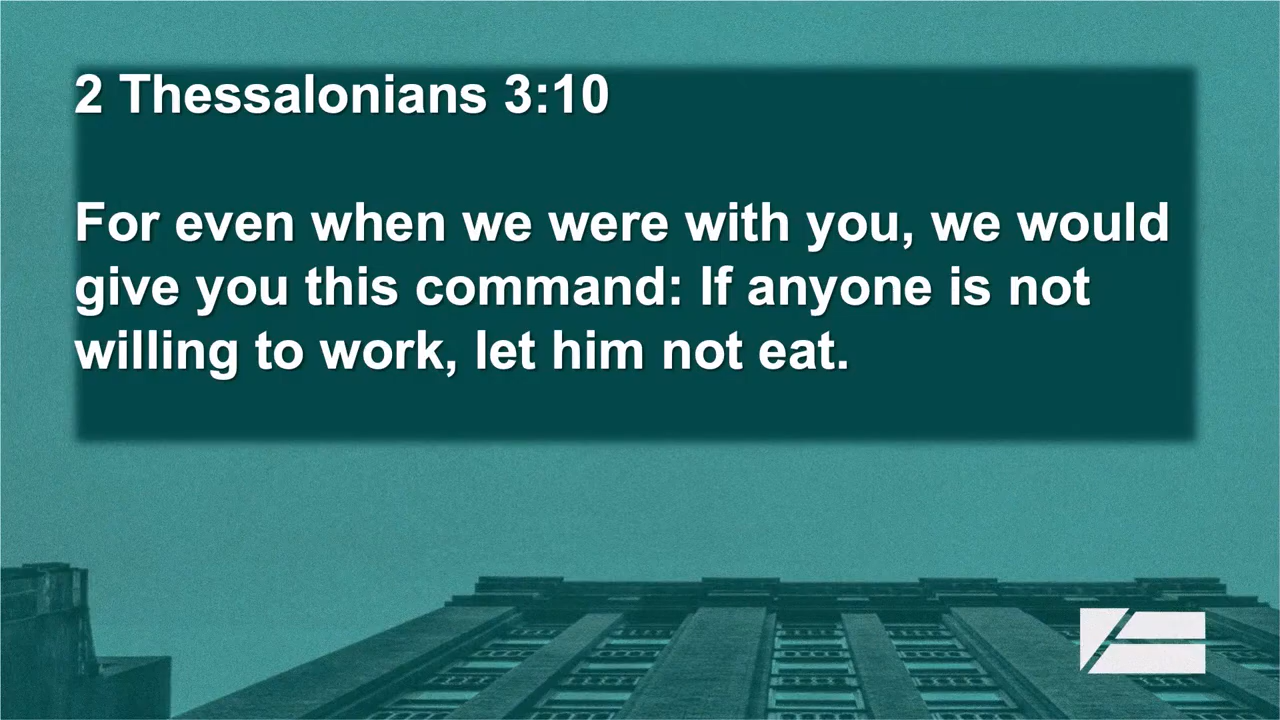 2 Thessalonians 3:10
For even when we were with you, we would
give you this command: If anyone is not
willing to work, let him not eat.